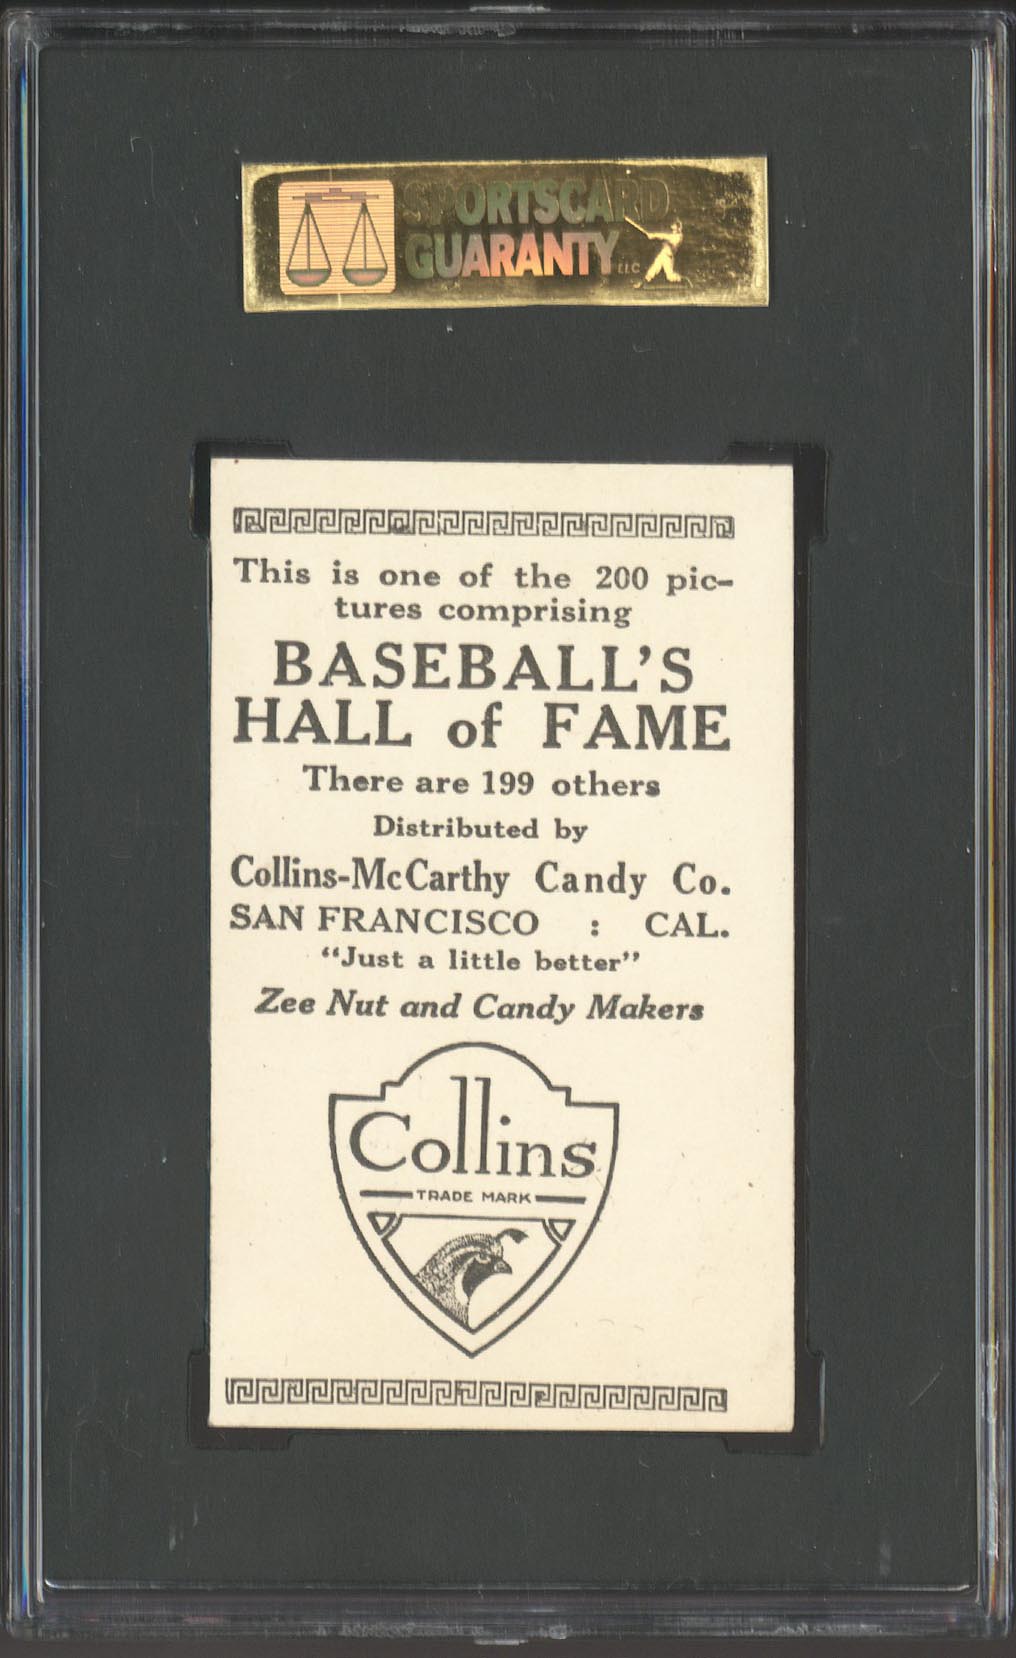 SPORTSCARD
GUARANTY LLC
This is one of the 200 pic-
tures comprising
BASEBALL'S
HALL of FAME
There are 199 others
Distributed by
Collins-McCarthy Candy Co.
SAN FRANCISCO : CAL.
"Just a little better"
Zee Nut and Candy Makers
Collins
TRADE MARK